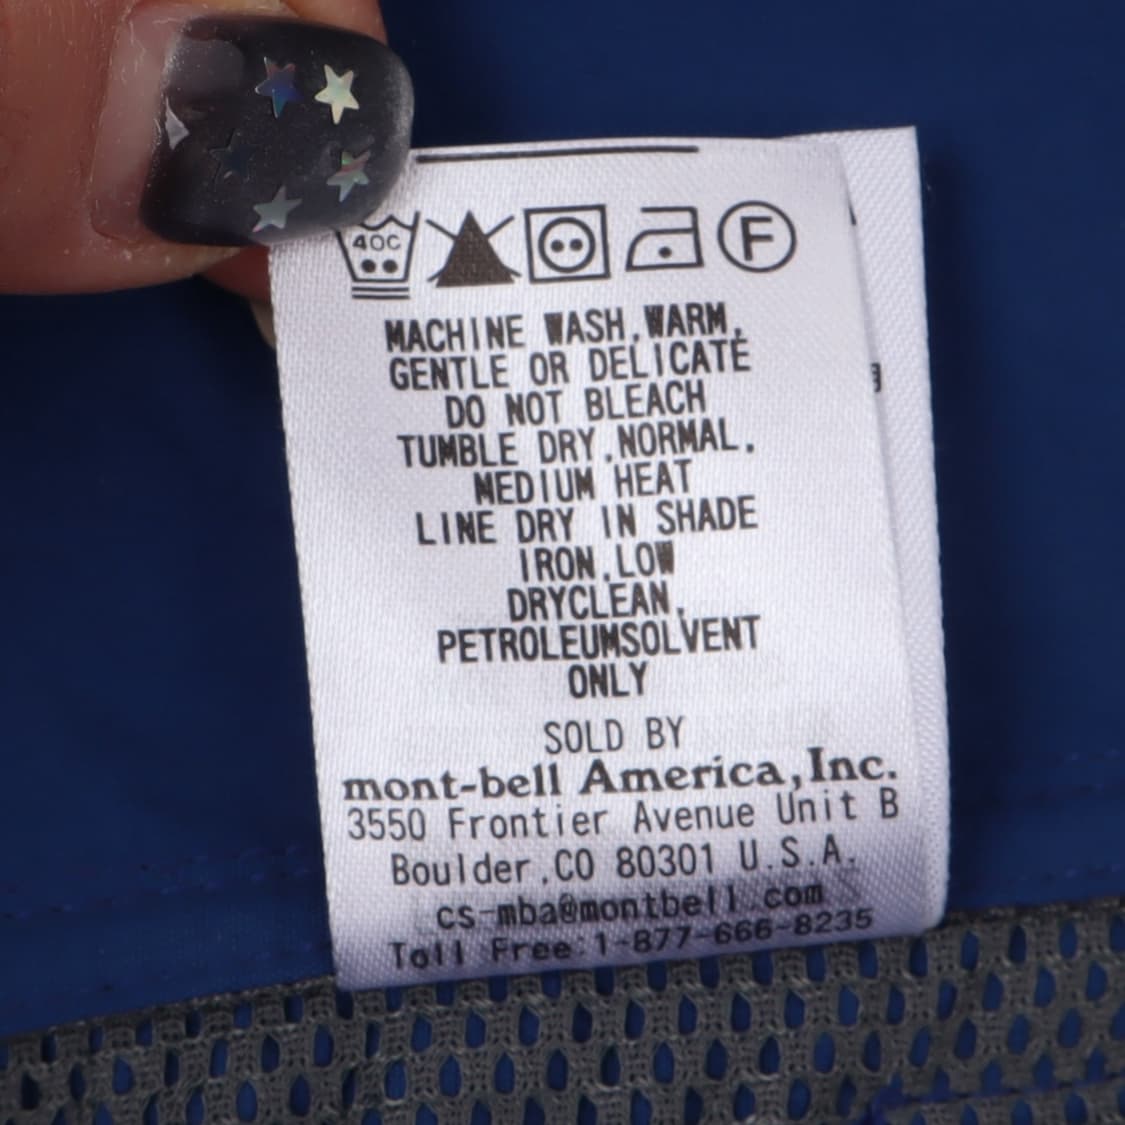 40C
F
MACHINE WASH,WARM,
GENTLE OR DELICATE
DO NOT BLEACH
TUMBLE DRY,NORMAL,
MEDIUM HEAT
LINE DRY IN SHADE
IRON,LOW
DRYCLEAN,
PETROLEUMSOLVENT
ONLY
SOLD BY
mont-bell America,Inc.
3550 Frontier Avenue Unit B
Boulder,CO 80301 U.S.A.
cs-mba@montbell.com
Toll Free:1-877-666-8235